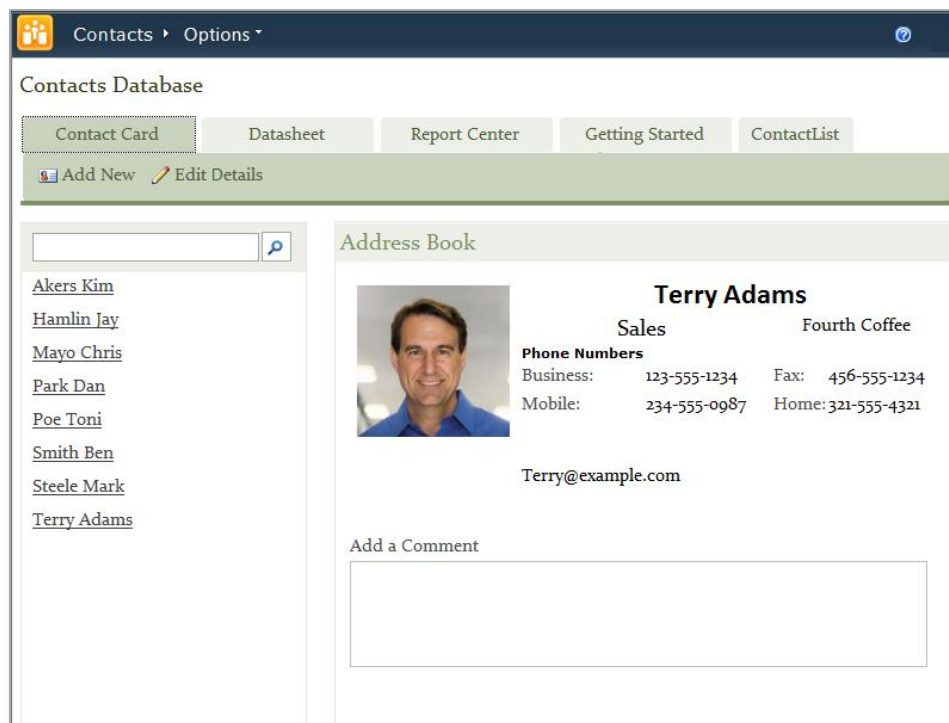 Contacts Options
Contacts Database
Contact Card Datasheet Report Center Getting Started ContactList
Add New Edit Details
Akers Kim
Hamlin Jay
Mayo Chris
Park Dan
Poe Toni
Smith Ben
Steele Mark
Terry Adams
Address Book
Terry Adams
Sales Fourth Coffee
Phone Numbers
Business: 123-555-1234 Fax: 456-555-1234
Mobile: 234-555-0987 Home: 321-555-4321
Terry@example.com
Add a Comment